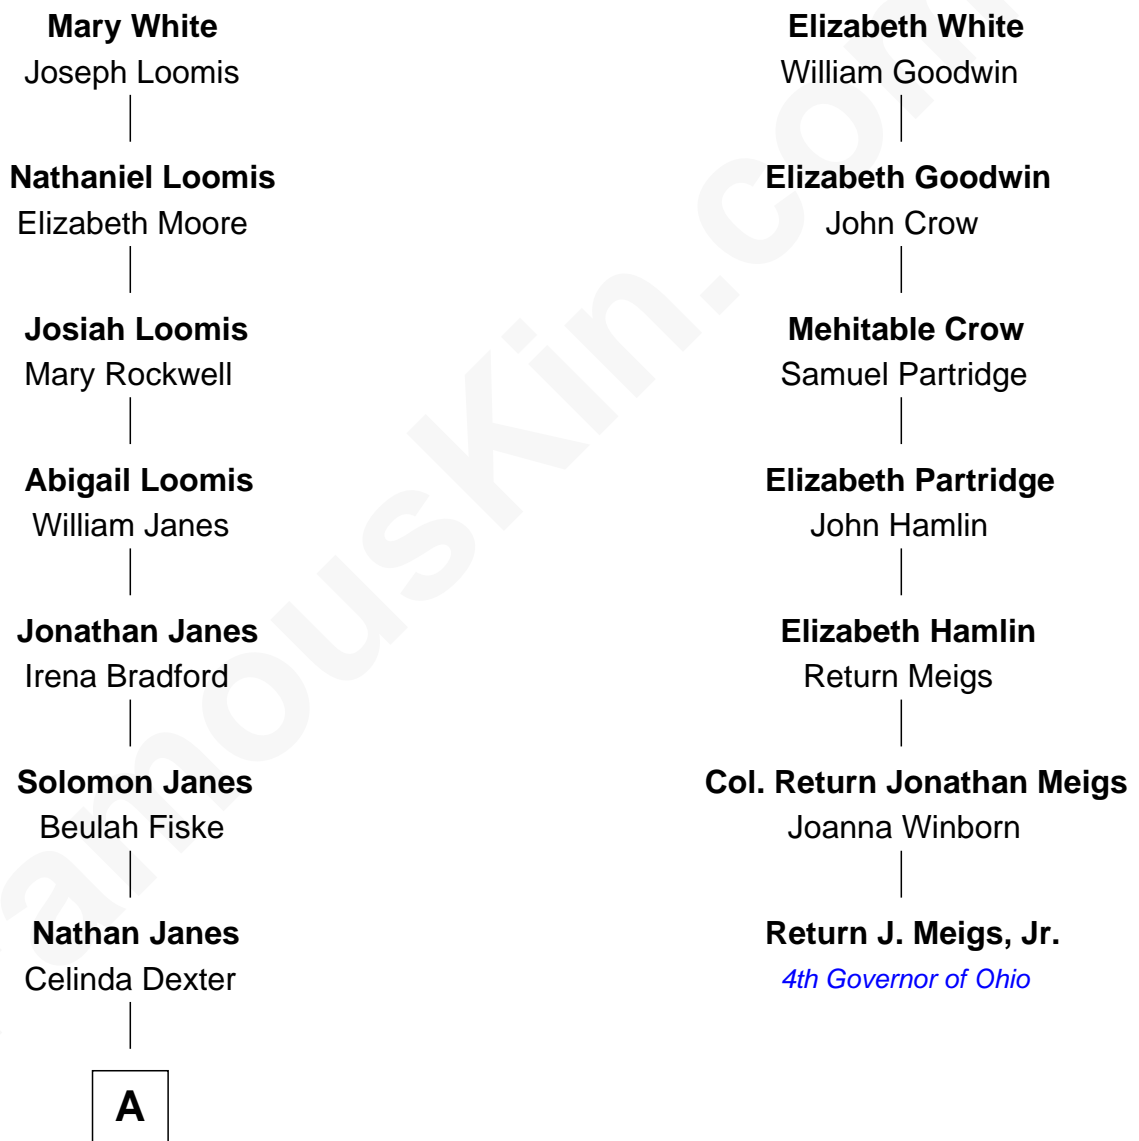 Mary White
Joseph Loomis
Nathaniel Loomis
Elizabeth Moore
Josiah Loomis
Mary Rockwell
Abigail Loomis
William Janes
Jonathan Janes
Irena Bradford
Solomon Janes
Beulah Fiske
Nathan Janes
Celinda Dexter
A
Elizabeth White
William Goodwin
Elizabeth Goodwin
John Crow
Mehitable Crow
Samuel Partridge
Elizabeth Partridge
John Hamlin
Elizabeth Hamlin
Return Meigs
Col. Return Jonathan Meigs
Joanna Winborn
Return J. Meigs, Jr.
4th Governor of Ohio
amouskin.com